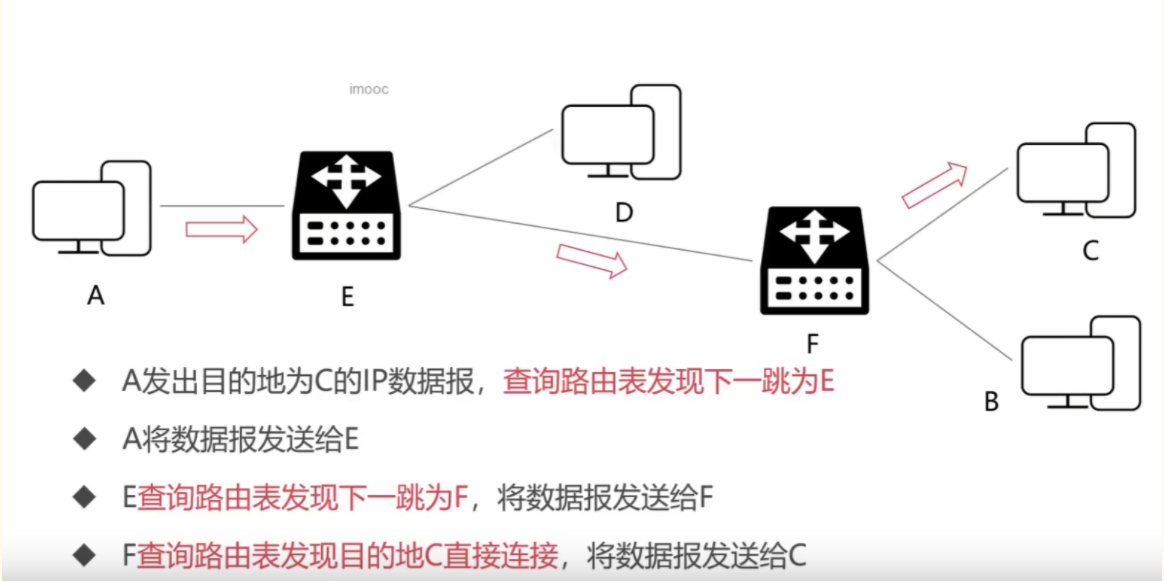 imooc
A
E
D
F
C
B
◆ A发出目的地为C的IP数据报，查询路由表发现下一跳为E
◆ A将数据报发送给E
◆ E查询路由表发现下一跳为F，将数据报发送给F
◆ F查询路由表发现目的地C直接连接，将数据报发送给C